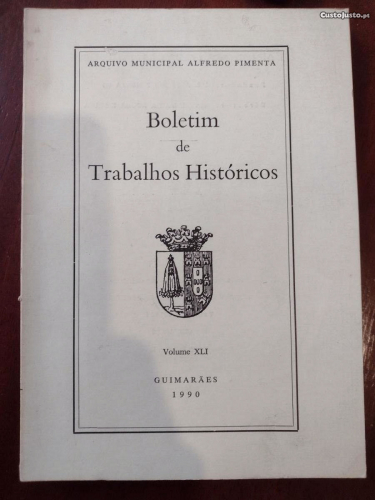 CustoJusto.pt
ARQUIVO MUNICIPAL ALFREDO PIMENTA
Boletim
de
Trabalhos Históricos
Volume XLI
GUIMARÃES
1990